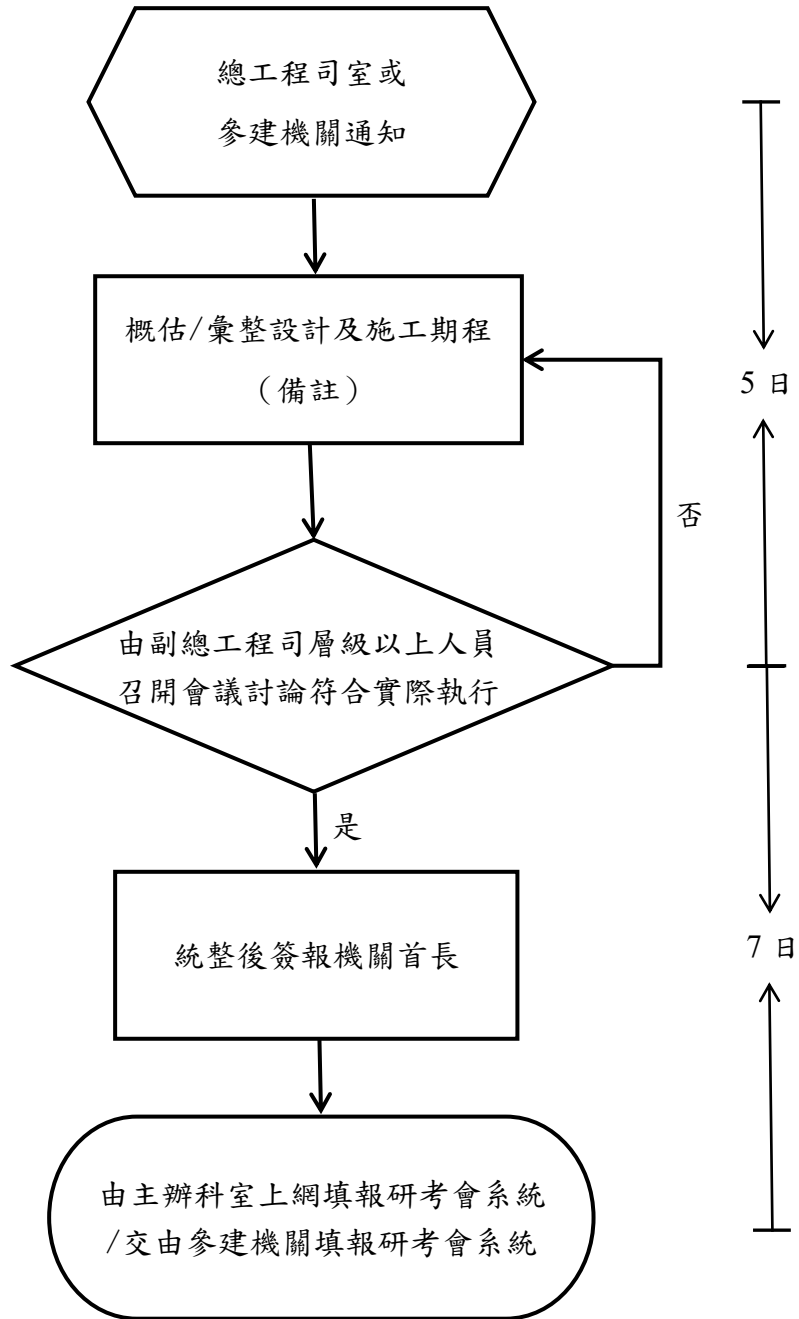 總工程司室或
參建機關通知
概估/彙整設計及施工期程
（備註）
5 日
否
由副總工程司層級以上人員
召開會議討論符合實際執行
是
統整後簽報機關首長
7 日
由主辦科室上網填報研考會系統
/交由參建機關填報研考會系統